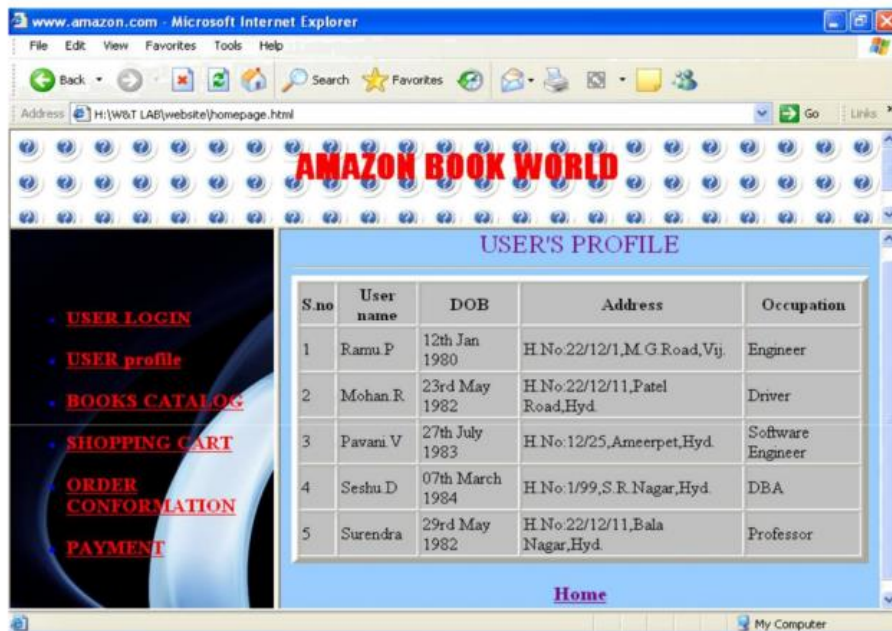 www.amazon.com - Microsoft Internet Explorer
File Edit View Favorites Tools Help
Back Search Favorites
Address H:\W&T LAB\website\homepage.html Go Links
AMAZON BOOK WORLD
USER LOGIN
USER profile
BOOKS CATALOG
SHOPPING CART
ORDER
CONFORMATION
PAYMENT
USER'S PROFILE
S.no User name DOB Address Occupation
1 Ramu.P 12th Jan 1980 H.No:22/12/1,M.G.Road,Vij. Engineer
2 Mohan.R 23rd May 1982 H.No:22/12/11,Patel Road,Hyd. Driver
3 Pavani.V 27th July 1983 H.No:12/25,Ameerpet,Hyd. Software Engineer
4 Seshu.D 07th March 1984 H.No:1/99,S.R.Nagar,Hyd. DBA
5 Surendra 29rd May 1982 H.No:22/12/11,Bala Nagar,Hyd. Professor
Home
My Computer